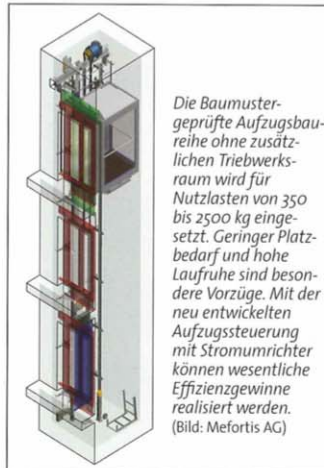 Die Baumuster-
geprüfte Aufzugsbau-
reihe ohne zusätz-
lichen Triebwerks-
raum wird für
Nutzlasten von 350
bis 2500 kg einge-
setzt. Geringer Platz-
bedarf und hohe
Laufruhe sind beson-
dere Vorzüge. Mit der
neu entwickelten
Aufzugssteuerung
mit Stromumrichter
können wesentliche
Effizienzgewinne
realisiert werden.
(Bild: Mefortis AG)